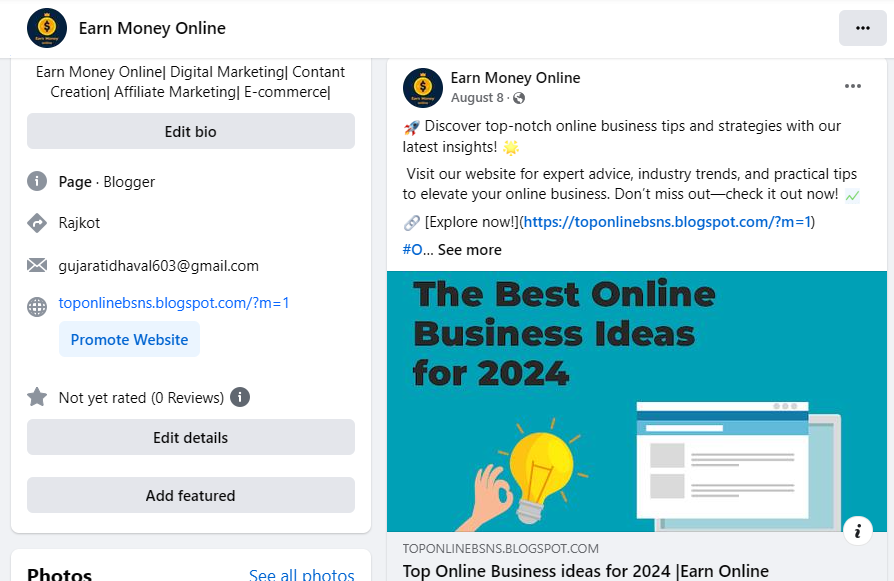 Earn Money Online
Earn Money Online| Digital Marketing| Contant
Creation| Affiliate Marketing| E-commerce|
Edit bio
Page · Blogger
Rajkot
gujaratidhaval603@gmail.com
toponlinebsns.blogspot.com/?m=1
Promote Website
Not yet rated (0 Reviews)
Edit details
Add featured
Photos
See all photos
Earn Money Online
August 8 ·
🚀 Discover top-notch online business tips and strategies with our
latest insights! 🌟
Visit our website for expert advice, industry trends, and practical tips
to elevate your online business. Don't miss out—check it out now! 📈
🔗 [Explore now!](https://toponlinebsns.blogspot.com/?m=1)
#O... See more
The Best Online
Business Ideas
for 2024
TOPONLINEBSNS.BLOGSPOT.COM
Top Online Business ideas for 2024 |Earn Online